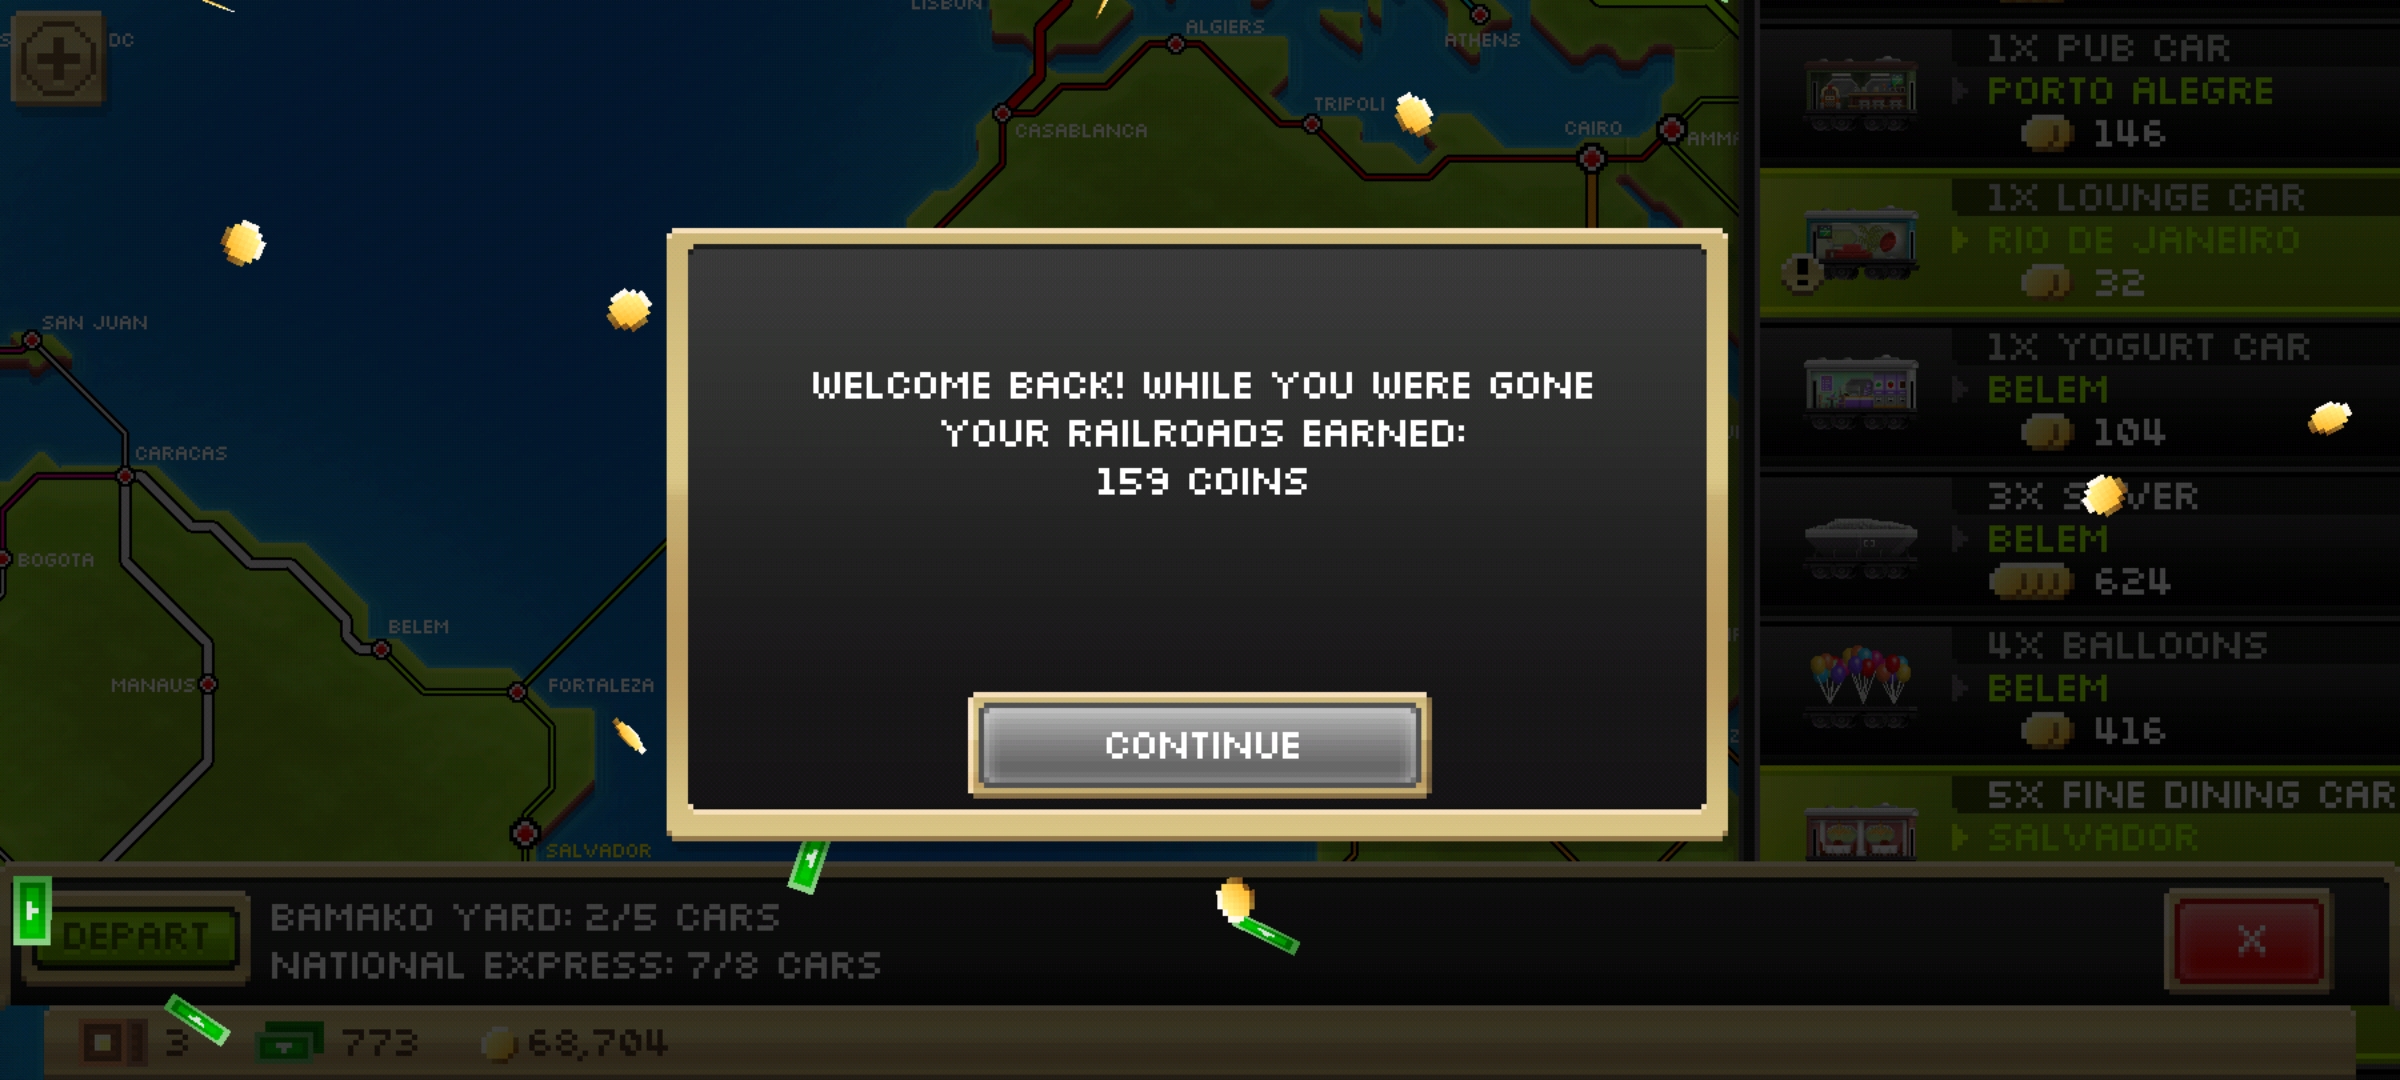 LISBON
DC
ALGIERS
ATHENS
CASABLANCA
TRIPOLI
CAIRO
SAN JUAN
CARACAS
BOGOTA
BELEM
MANAUS
FORTALEZA
SALVADOR
WELCOME BACK! WHILE YOU WERE GONE
YOUR RAILROADS EARNED:
159 COINS
CONTINUE
1X PUB CAR
PORTO ALEGRE
146
1X LOUNGE CAR
RIO DE JANEIRO
32
1X YOGURT CAR
BELEM
104
3X
BELEM
624
4X BALLOONS
BELEM
416
5X FINE DINING CAR
SALVADOR
DEPART
BAMAKO YARD: 2/5 CARS
NATIONAL EXPRESS: 7/8 CARS
X
3
773
68,704